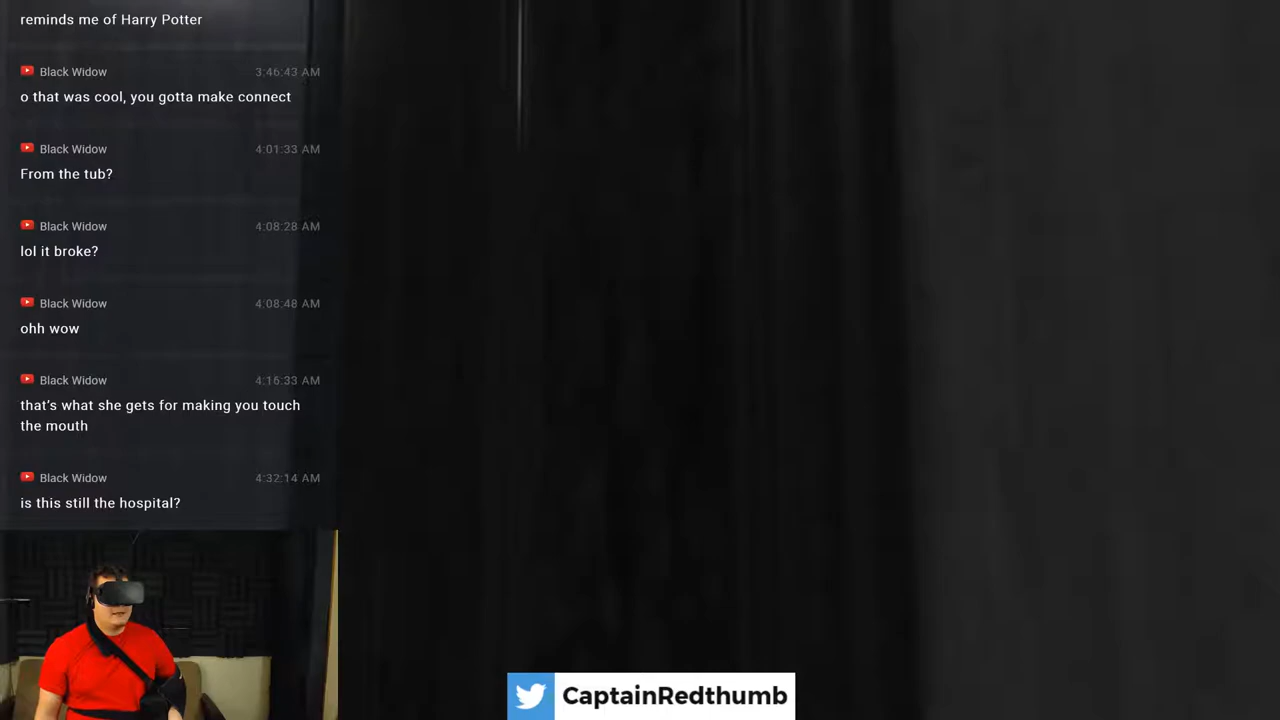 reminds me of Harry Potter
Black Widow 3:46:43 AM
o that was cool, you gotta make connect
Black Widow 4:01:33 AM
From the tub?
Black Widow 4:08:28 AM
lol it broke?
Black Widow 4:08:48 AM
ohh wow
Black Widow 4:16:33 AM
that's what she gets for making you touch
the mouth
Black Widow 4:32:14 AM
is this still the hospital?
CaptainRedthumb